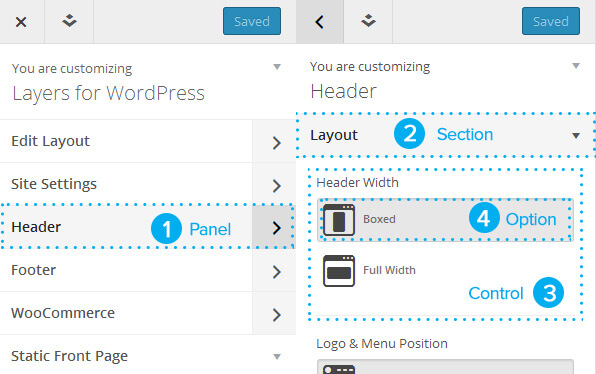 Saved
You are customizing
Layers for WordPress
Edit Layout
Site Settings
Header
1 Panel
Footer
WooCommerce
Static Front Page
Saved
You are customizing
Header
Layout
2 Section
Header Width
Boxed
4 Option
Full Width
Control 3
Logo & Menu Position